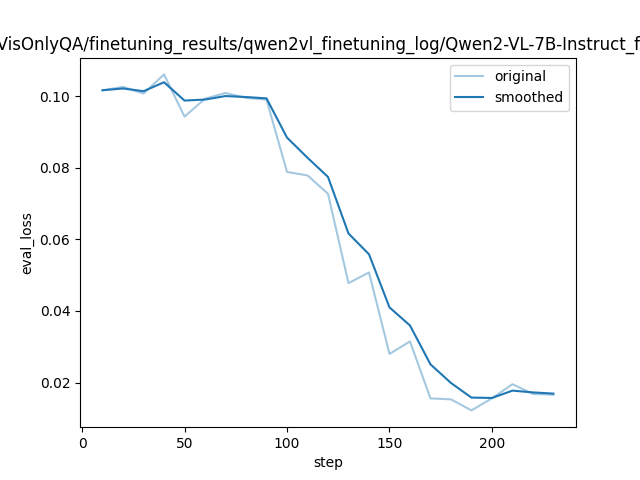 VisOnlyQA/finetuning_results/qwen2vl_finetuning_log/Qwen2-VL-7B-Instruct_f
original
smoothed
0.10
0.08
0.06
0.04
0.02
eval_loss
0 50 100 150 200
step